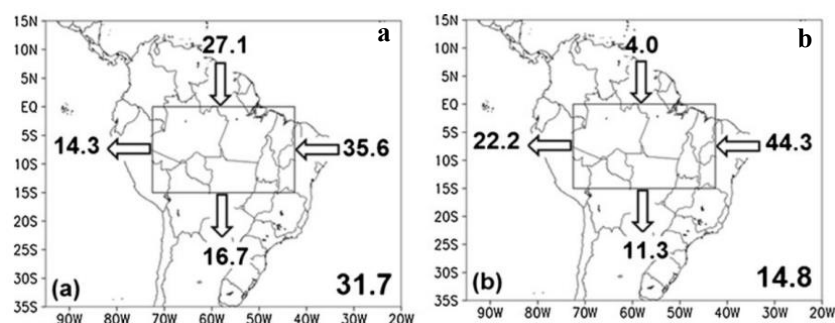 15N
10N
5N
EQ
5S
10S
15S
20S
25S
30S
35S
90W 80W 70W 60W 50W 40W 30W 20W
27.1
a
14.3
35.6
16.7
(a)
31.7
15N
10N
5N
EQ
5S
10S
15S
20S
25S
30S
35S
90W 80W 70W 60W 50W 40W 30W 20W
4.0
b
22.2
44.3
11.3
(b)
14.8